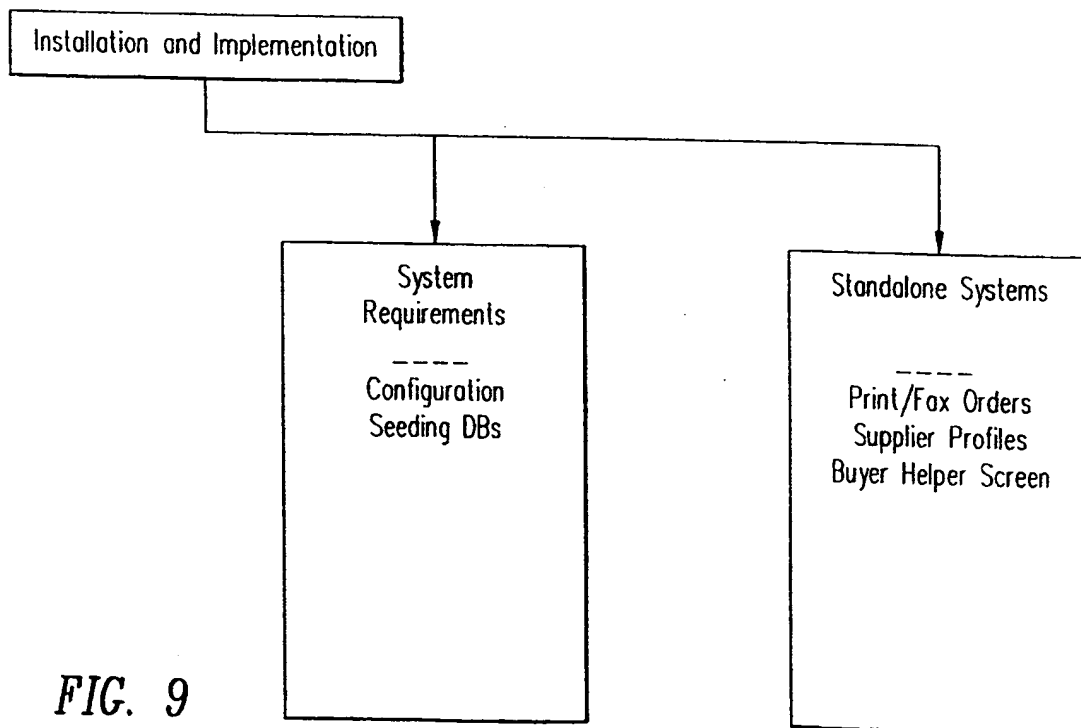 Installation and Implementation
System
Requirements
----
Configuration
Seeding DBs
Standalone Systems
----
Print/Fax Orders
Supplier Profiles
Buyer Helper Screen
FIG. 9